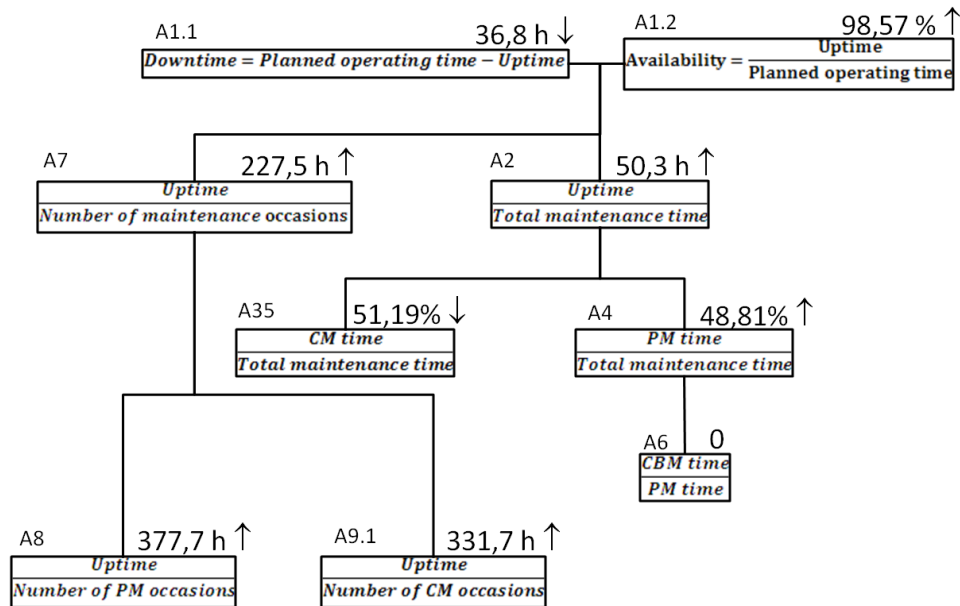 A1.1
36,8 h ↓
Downtime = Planned operating time − Uptime
A1.2
98,57 % ↑
Availability = Uptime
Planned operating time
A7
227,5 h ↑
Uptime
Number of maintenance occasions
A2
50,3 h ↑
Uptime
Total maintenance time
A35
51,19% ↓
CM time
Total maintenance time
A4
48,81% ↑
PM time
Total maintenance time
A6
0
CBM time
PM time
A8
377,7 h ↑
Uptime
Number of PM occasions
A9.1
331,7 h ↑
Uptime
Number of CM occasions